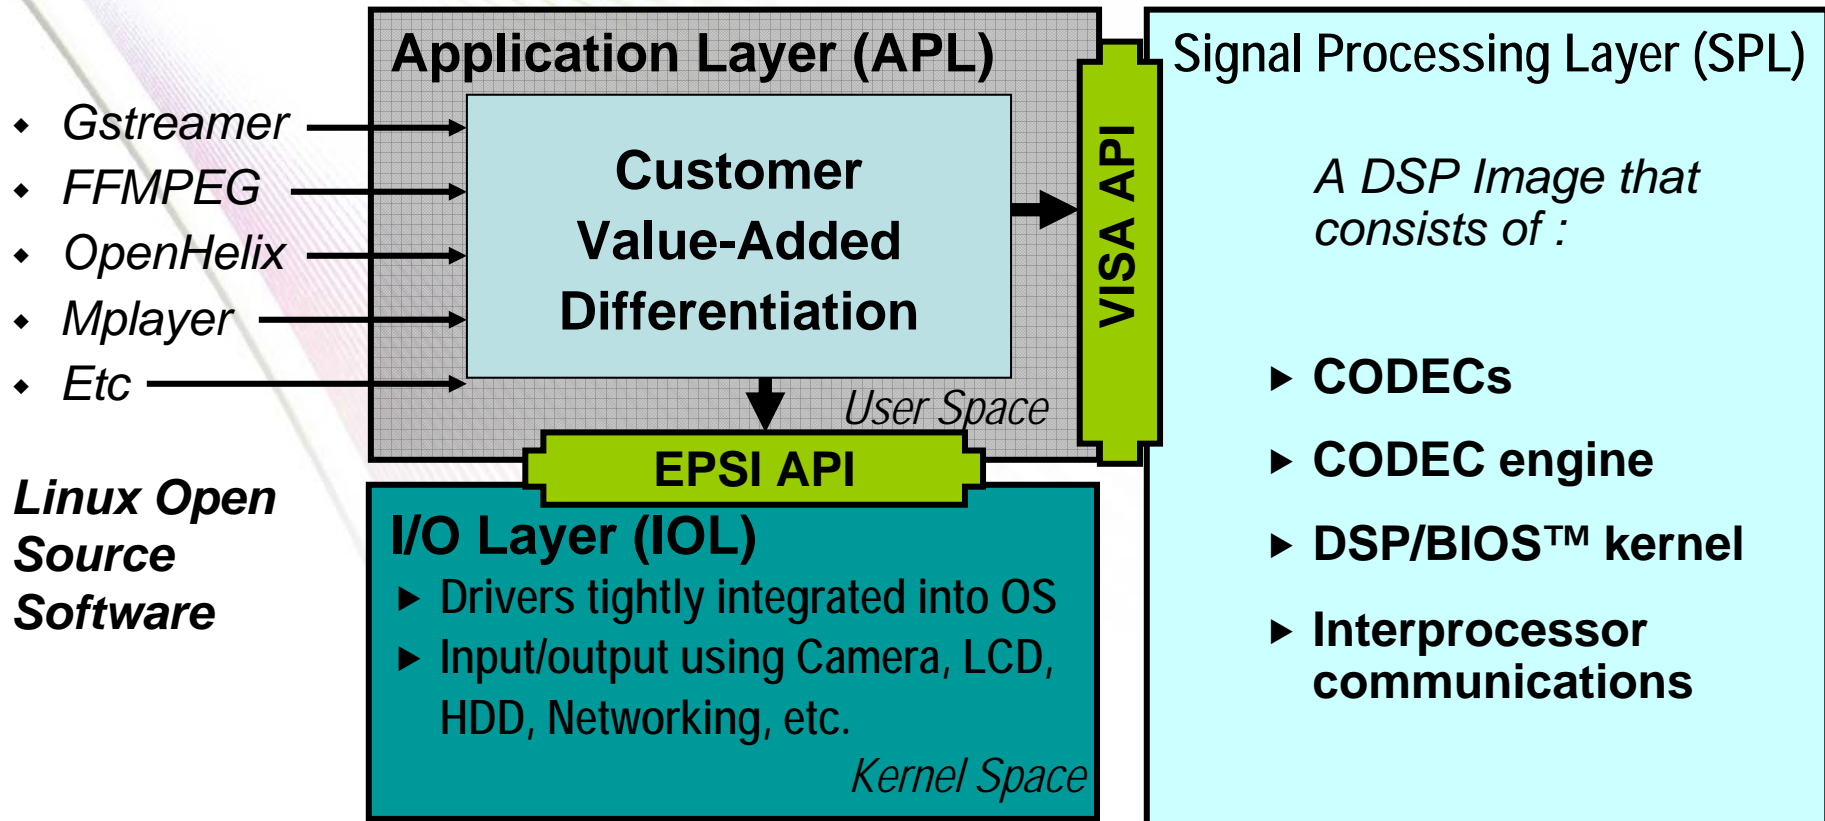 Application Layer (APL)
Customer
Value-Added
Differentiation
User Space
Gstreamer
FFMPEG
OpenHelix
Mplayer
Etc
Linux Open
Source
Software
EPSI API
VISA API
I/O Layer (IOL)
Drivers tightly integrated into OS
Input/output using Camera, LCD,
HDD, Networking, etc.
Kernel Space
Signal Processing Layer (SPL)
A DSP Image that
consists of :
CODECs
CODEC engine
DSP/BIOS™ kernel
Interprocessor
communications